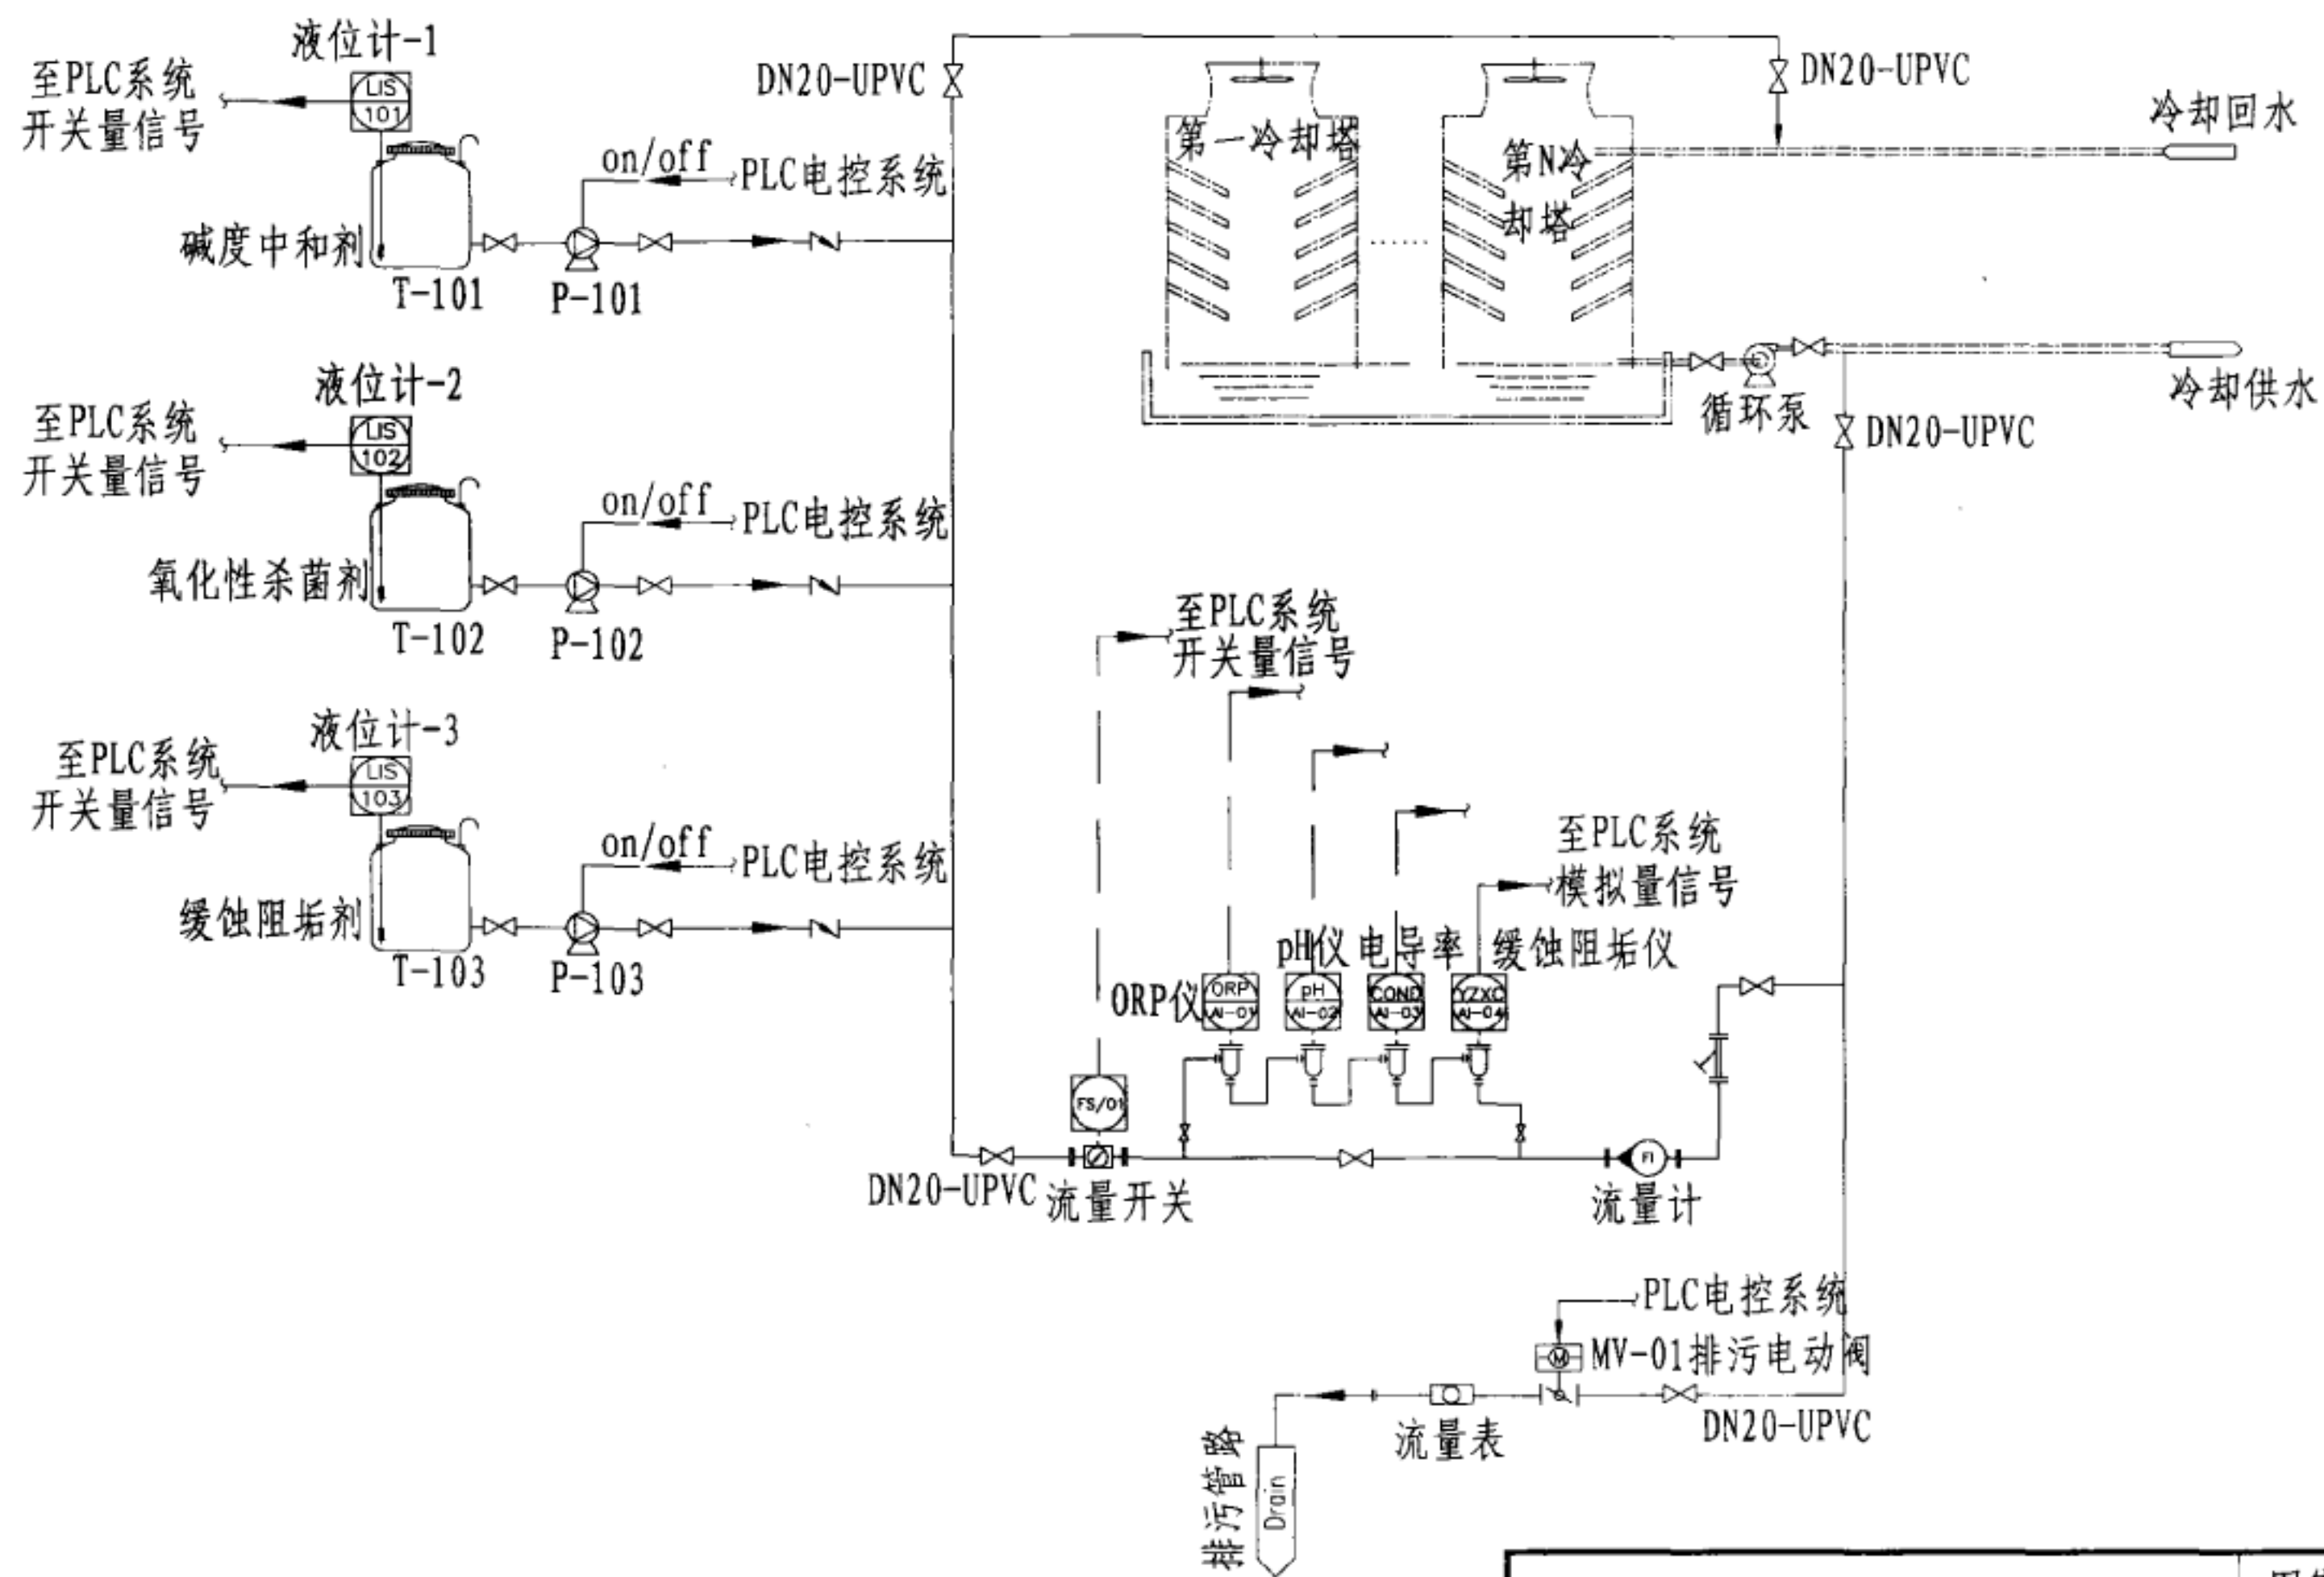 液位计-1
至PLC系统
开关量信号
LIS
101
on/off
PLC电控系统
碱度中和剂
T-101
P-101
DN20-UPVC
DN20-UPVC
第一冷却塔
第N冷
却塔
冷却回水
冷却供水
循环泵
DN20-UPVC
液位计-2
至PLC系统
开关量信号
LIS
102
on/off
PLC电控系统
氧化性杀菌剂
T-102
P-102
至PLC系统
开关量信号
液位计-3
至PLC系统
开关量信号
LIS
103
on/off
PLC电控系统
缓蚀阻垢剂
T-103
P-103
至PLC系统
模拟量信号
pH仪
电导率
缓蚀阻垢仪
ORP仪
ORP
AI-01
pH
AI-02
COND
AI-03
YZXC
AI-04
FS/01
DN20-UPVC
流量开关
FI
流量计
PLC电控系统
M
MV-01排污电动阀
DN20-UPVC
流量表
排污管路
Drain